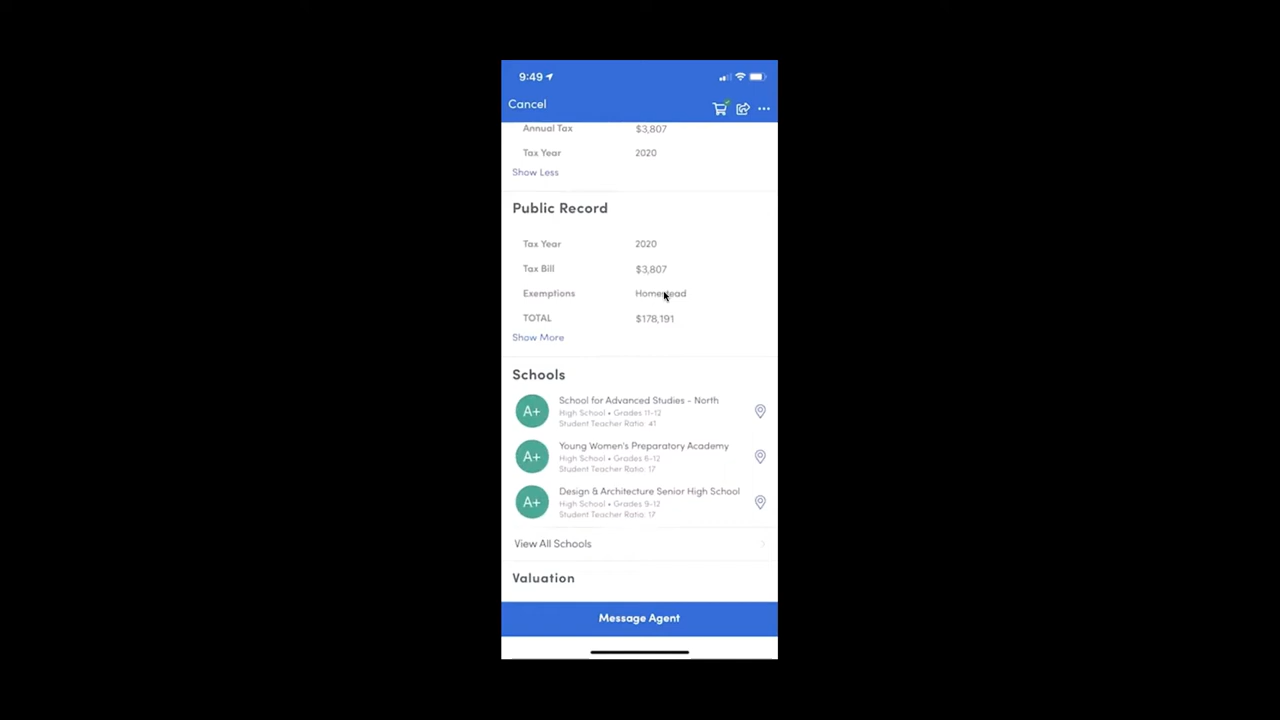 9:49
Cancel
Annual Tax $3,807
Tax Year 2020
Show Less
Public Record
Tax Year 2020
Tax Bill $3,807
Exemptions Homestead
TOTAL $178,191
Show More
Schools
A+ School for Advanced Studies - North
High School • Grades 11-12
Student Teacher Ratio: 41
A+ Young Women's Preparatory Academy
High School • Grades 6-12
Student Teacher Ratio: 17
A+ Design & Architecture Senior High School
High School • Grades 9-12
Student Teacher Ratio: 17
View All Schools
Valuation
Message Agent